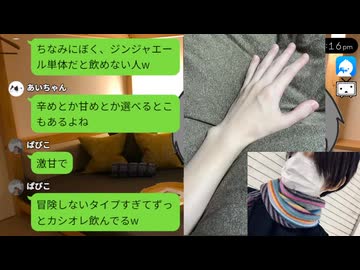 ちなみにぼく、ジンジャエー
ル単体だと飲めない人w
:16 pm
あいちゃん
辛めとか甘めとか選べるとこ
もあるよね
ぱぴこ
激甘で
ぱぴこ
冒険しないタイプすぎてずっ
とカシオレ飲んでるw